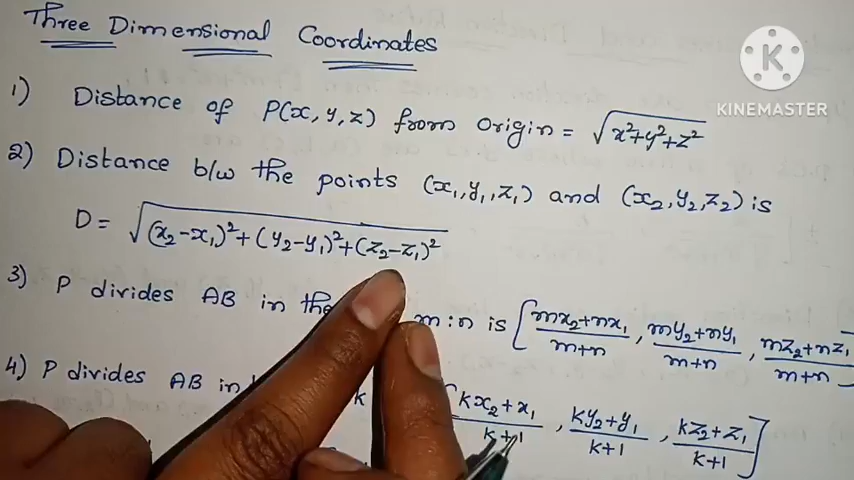 Three Dimensional Coordinates
KINEMASTER
1) Distance of P(x, y, z) from origin = √x²+y²+z²
2) Distance b/w the points (x₁, y₁, z₁) and (x₂, y₂, z₂) is
D = √(x₂-x₁)²+(y₂-y₁)²+(z₂-z₁)²
3) P divides AB in the m:n is [mx₂+nx₁/m+n, my₂+ny₁/m+n, mz₂+nz₁/m+n]
4) P divides AB in k [kx₂+x₁/k+1, ky₂+y₁/k+1, kz₂+z₁/k+1]